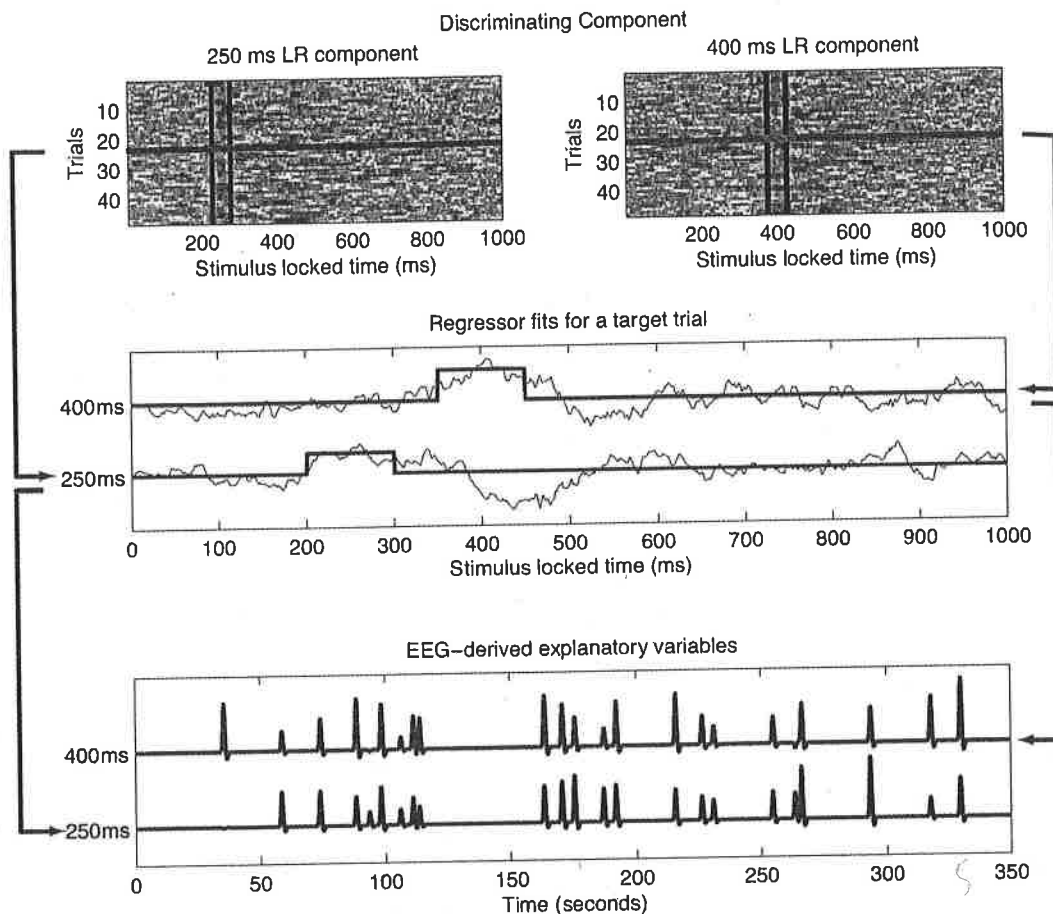 Discriminating Component
250 ms LR component
400 ms LR component
Trials
10
20
30
40
200 400 600 800 1000
Stimulus locked time (ms)
Trials
10
20
30
40
200 400 600 800 1000
Stimulus locked time (ms)
Regressor fits for a target trial
400ms
250ms
0 100 200 300 400 500 600 700 800 900 1000
Stimulus locked time (ms)
EEG-derived explanatory variables
400ms
250ms
0 50 100 150 200 250 300 350
Time (seconds)